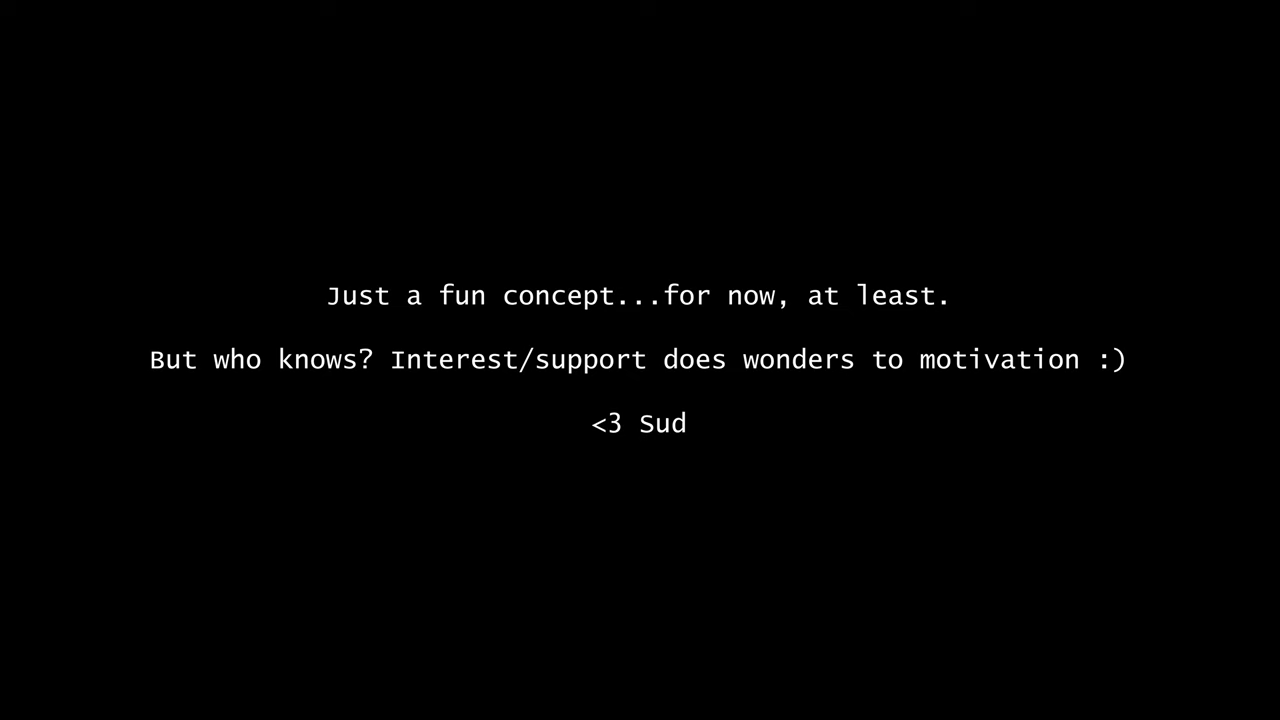 Just a fun concept...for now, at least.
But who knows? Interest/support does wonders to motivation :)
<3 Sud